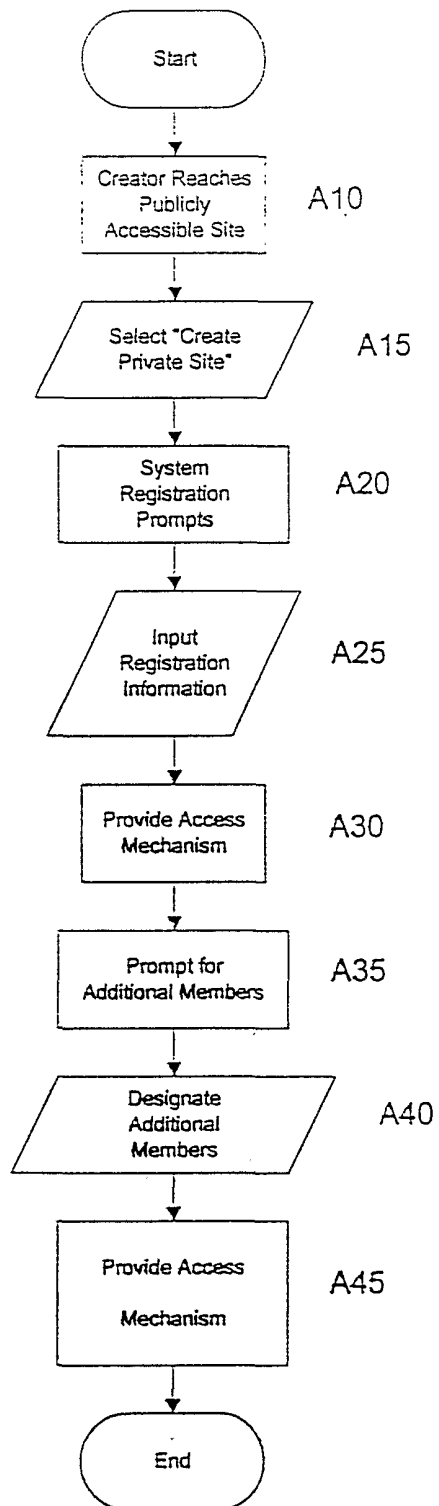 Start
Creator Reaches
Publicly
Accessible Site
A10
Select "Create
Private Site"
A15
System
Registration
Prompts
A20
Input
Registration
Information
A25
Provide Access
Mechanism
A30
Prompt for
Additional Members
A35
Designate
Additional
Members
A40
Provide Access
Mechanism
A45
End